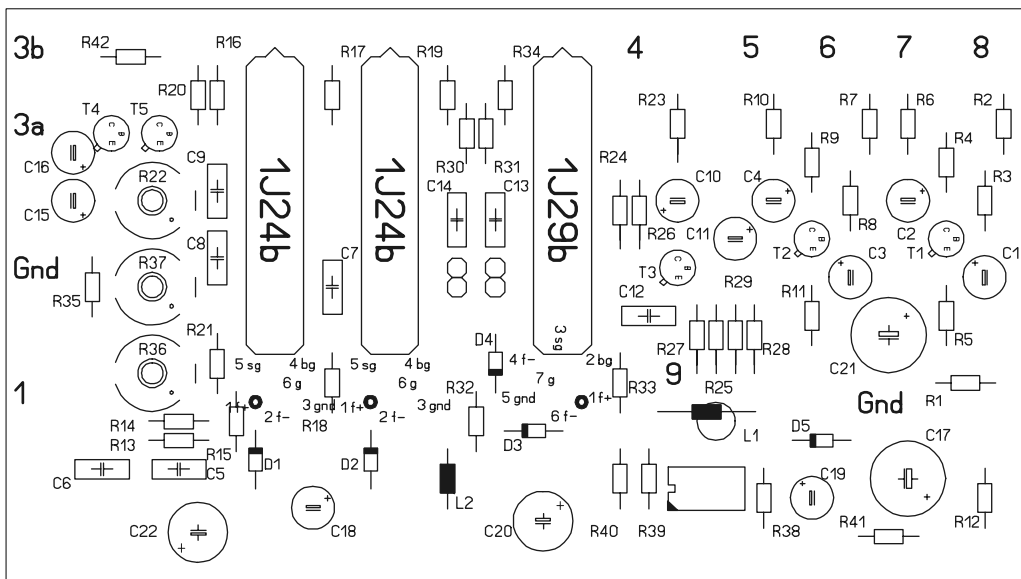 3b R42 R16 R17 R19 R34 4 5 6 7 8
R20 R23 R10 R7 R6 R2
3a T4 T5 R9 R4
C B E C B E
C16 C9 R30 R31 R24
R22 C14 C13 C10 C4 R3
1J24b 1J24b 1J29b
C15 C8 C7 R26 C11 T2 R8 C2 T1
C B E C B E
Gnd R37 T3 C3 C1
C B E
R35 C12 R29 R11
R21 D4 3 sg R27 R28 R5
R36 5 sg 4 bg 5 sg 4 bg 4 f- 2 bg C21
6 g 6 g 7 g 9
1 R32 R33 R25 R1
1 f+ 3 gnd 1 f+ 3 gnd 5 gnd 1 f+ Gnd
R14 2 f- R18 2 f- 6 f- L1 D5 C17
R13 R15 D1 D2 D3
C6 C5 L2 C19
C22 C18 C20 R40 R39 R38 R41 R12